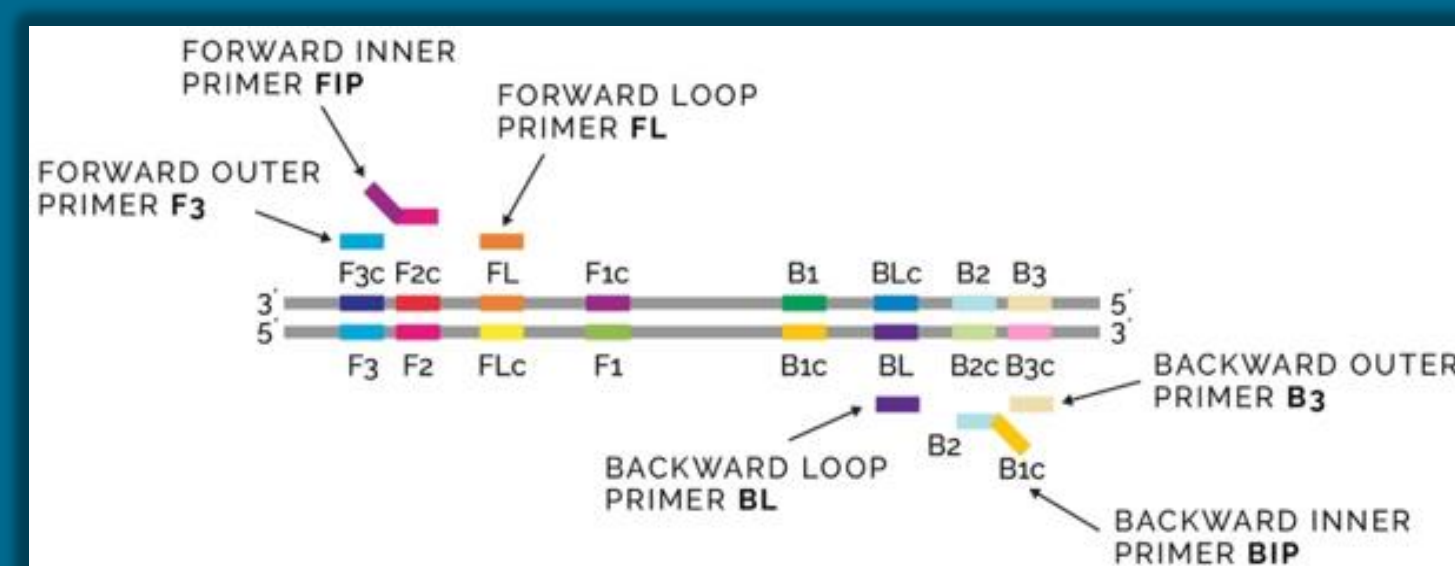 FORWARD INNER
PRIMER FIP
FORWARD LOOP
PRIMER FL
FORWARD OUTER
PRIMER F3
F3c F2c FL F1c B1 BLc B2 B3
3' 5'
5' 3'
F3 F2 FLc F1 B1c BL B2c B3c
BACKWARD OUTER
PRIMER B3
B2
B1c
BACKWARD LOOP
PRIMER BL
BACKWARD INNER
PRIMER BIP